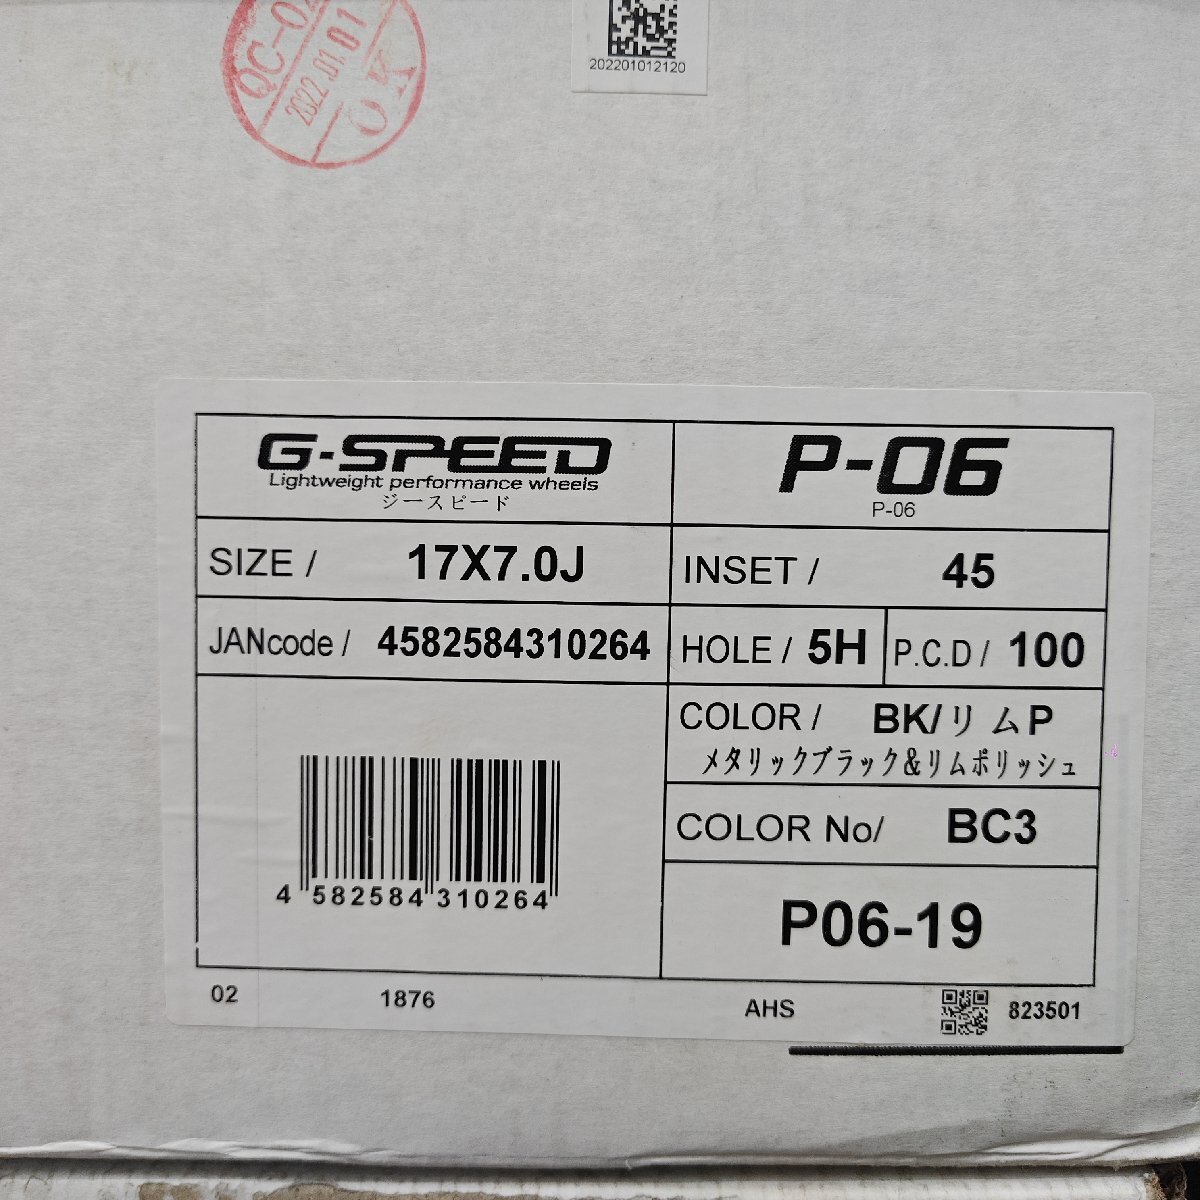 2022.01.01
OK
202201012120
G-SPEED
Lightweight performance wheels
ジースピード
P-06
P-06
SIZE / 17X7.0J
INSET / 45
JANcode / 4582584310264
HOLE / 5H
P.C.D / 100
COLOR / BK/リムP
メタリックブラック&リムポリッシュ
COLOR No/ BC3
4 582584 310264
P06-19
02 1876 AHS 823501